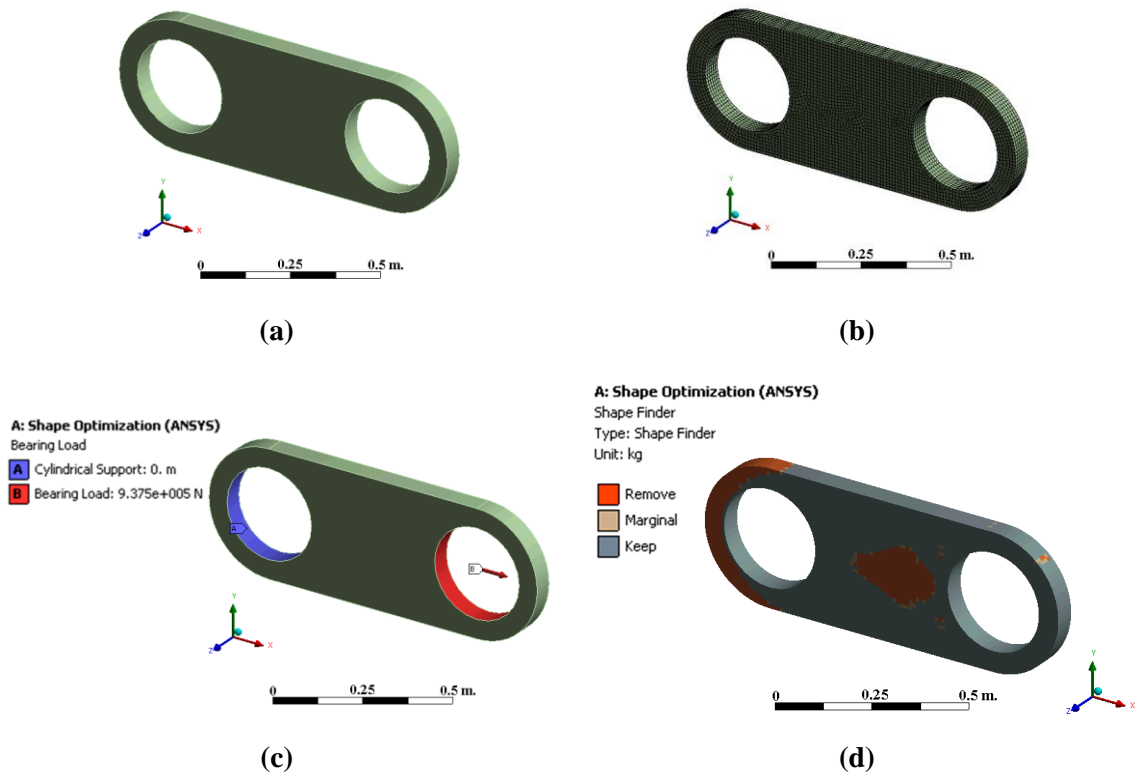 Y
X
Z
0 0.25 0.5 m.
(a)
Y
X
Z
0 0.25 0.5 m.
(b)
A: Shape Optimization (ANSYS)
Bearing Load
A Cylindrical Support: 0. m
B Bearing Load: 9.375e+005 N
A
B
Y
X
Z
0 0.25 0.5 m.
(c)
A: Shape Optimization (ANSYS)
Shape Finder
Type: Shape Finder
Unit: kg
Remove
Marginal
Keep
Y
X
Z
0 0.25 0.5 m.
(d)